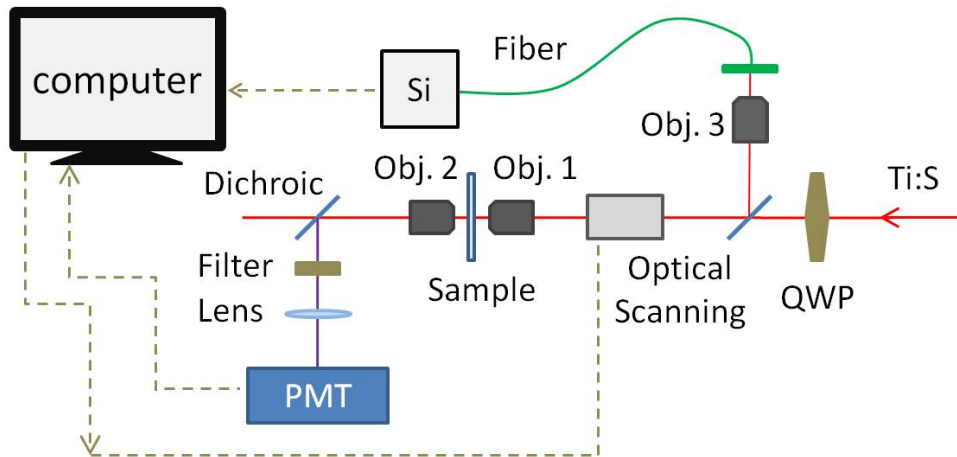 computer
Fiber
Si
Obj. 3
Ti:S
Dichroic
Obj. 2
Obj. 1
Filter
Lens
Sample
Optical
Scanning
QWP
PMT